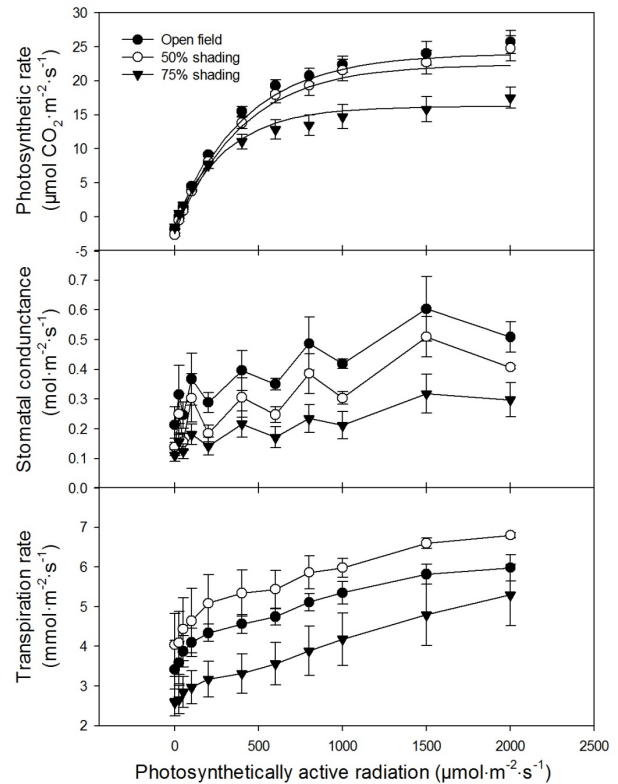 Photosynthetic rate
(µmol CO₂·m⁻²·s⁻¹)
30
25
20
15
10
5
0
-5
Open field
50% shading
75% shading
Stomatal condunctance
(mol·m⁻²·s⁻¹)
0.7
0.6
0.5
0.4
0.3
0.2
0.1
0.0
Transpiration rate
(mmol·m⁻²·s⁻¹)
7
6
5
4
3
2
0 500 1000 1500 2000 2500
Photosynthetically active radiation (µmol·m⁻²·s⁻¹)